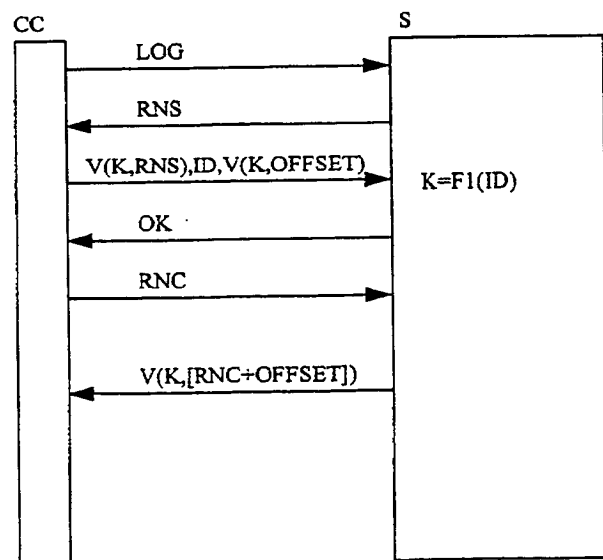 CC
S
LOG
RNS
V(K,RNS),ID,V(K,OFFSET)
K=F1(ID)
OK
RNC
V(K,[RNC÷OFFSET])